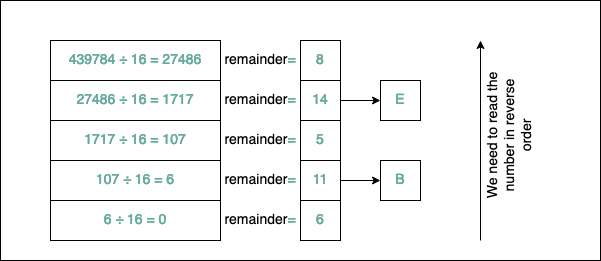 439784 ÷ 16 = 27486 remainder= 8
27486 ÷ 16 = 1717 remainder= 14 E
1717 ÷ 16 = 107 remainder= 5
107 ÷ 16 = 6 remainder= 11 B
6 ÷ 16 = 0 remainder= 6
We need to read the
number in reverse
order